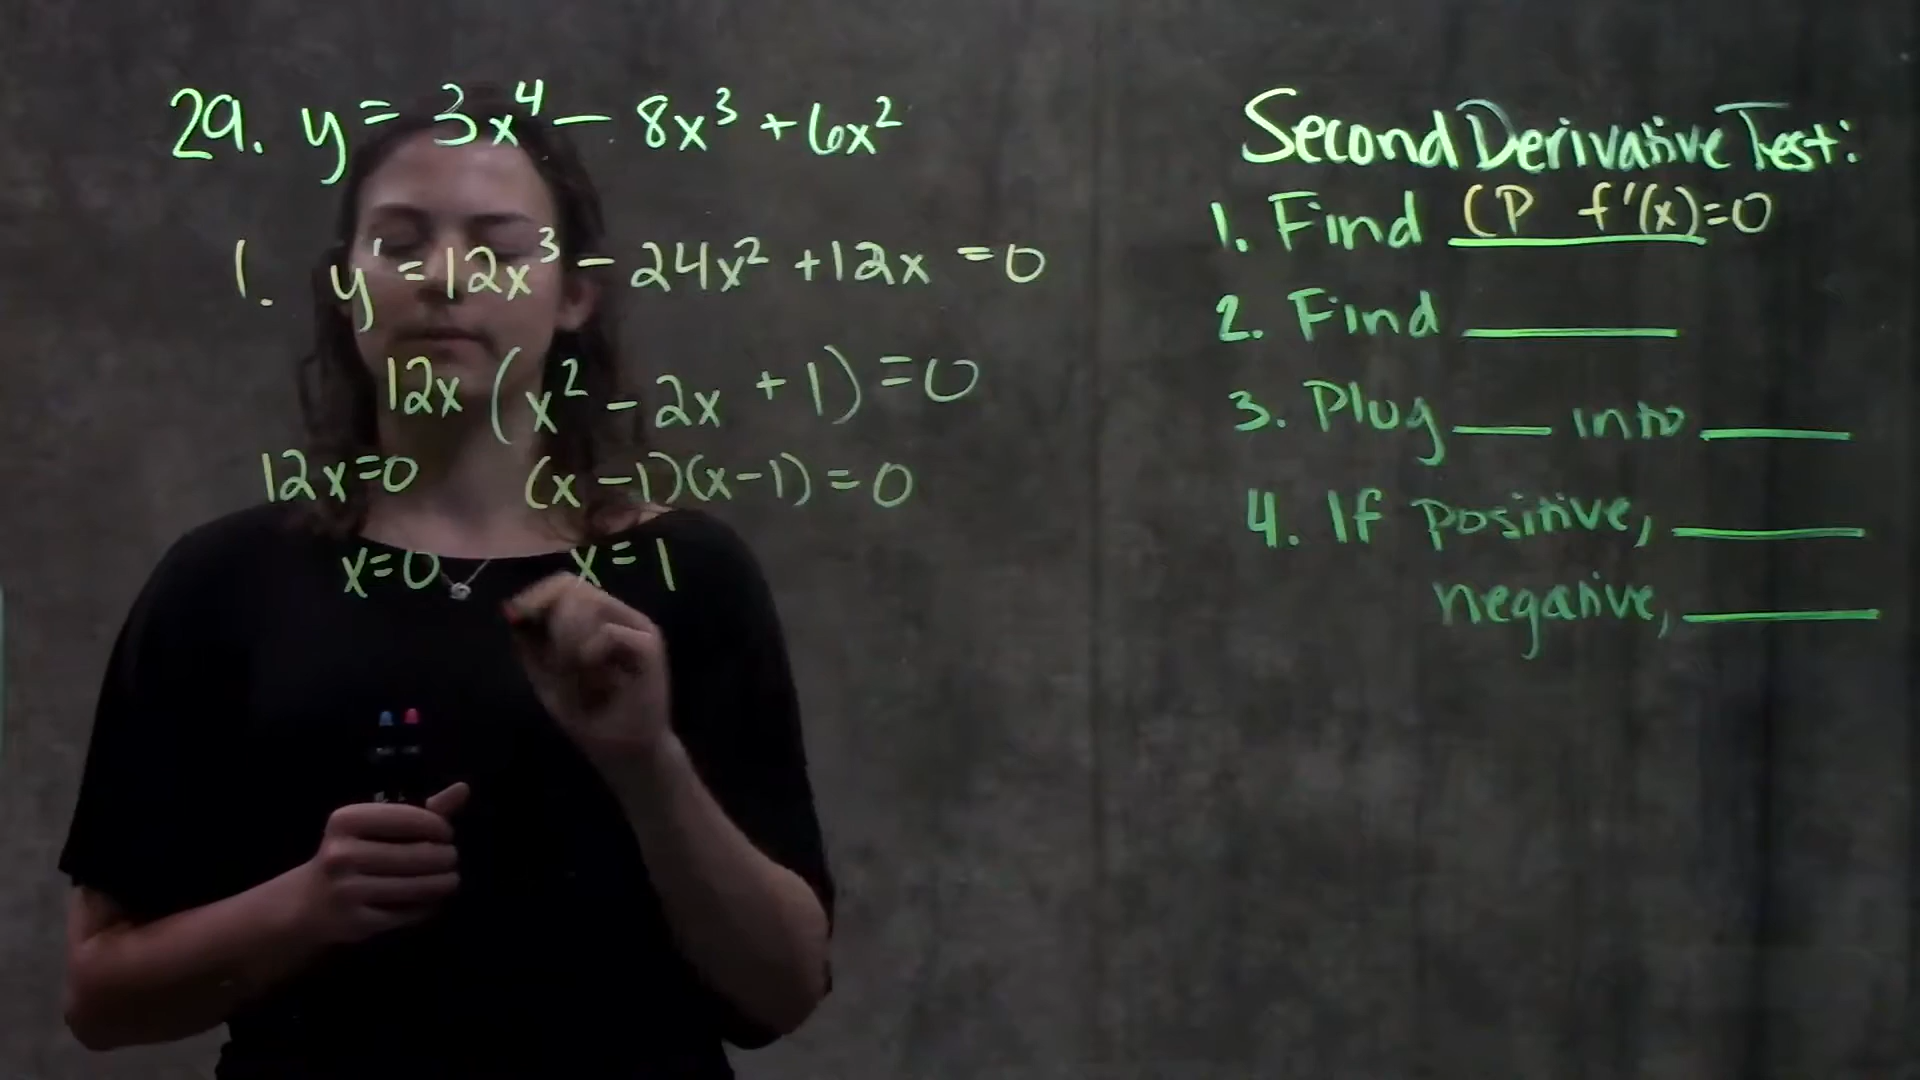 29. y = 3x⁴ - 8x³ + 6x²
1. y' = 12x³ - 24x² + 12x = 0
12x (x² - 2x + 1) = 0
12x=0 (x-1)(x-1) = 0
x=0 x=1
Second Derivative Test:
1. Find CP f'(x)=0
2. Find ____
3. Plug ____ into ____
4. If positive, ____
negative, ____